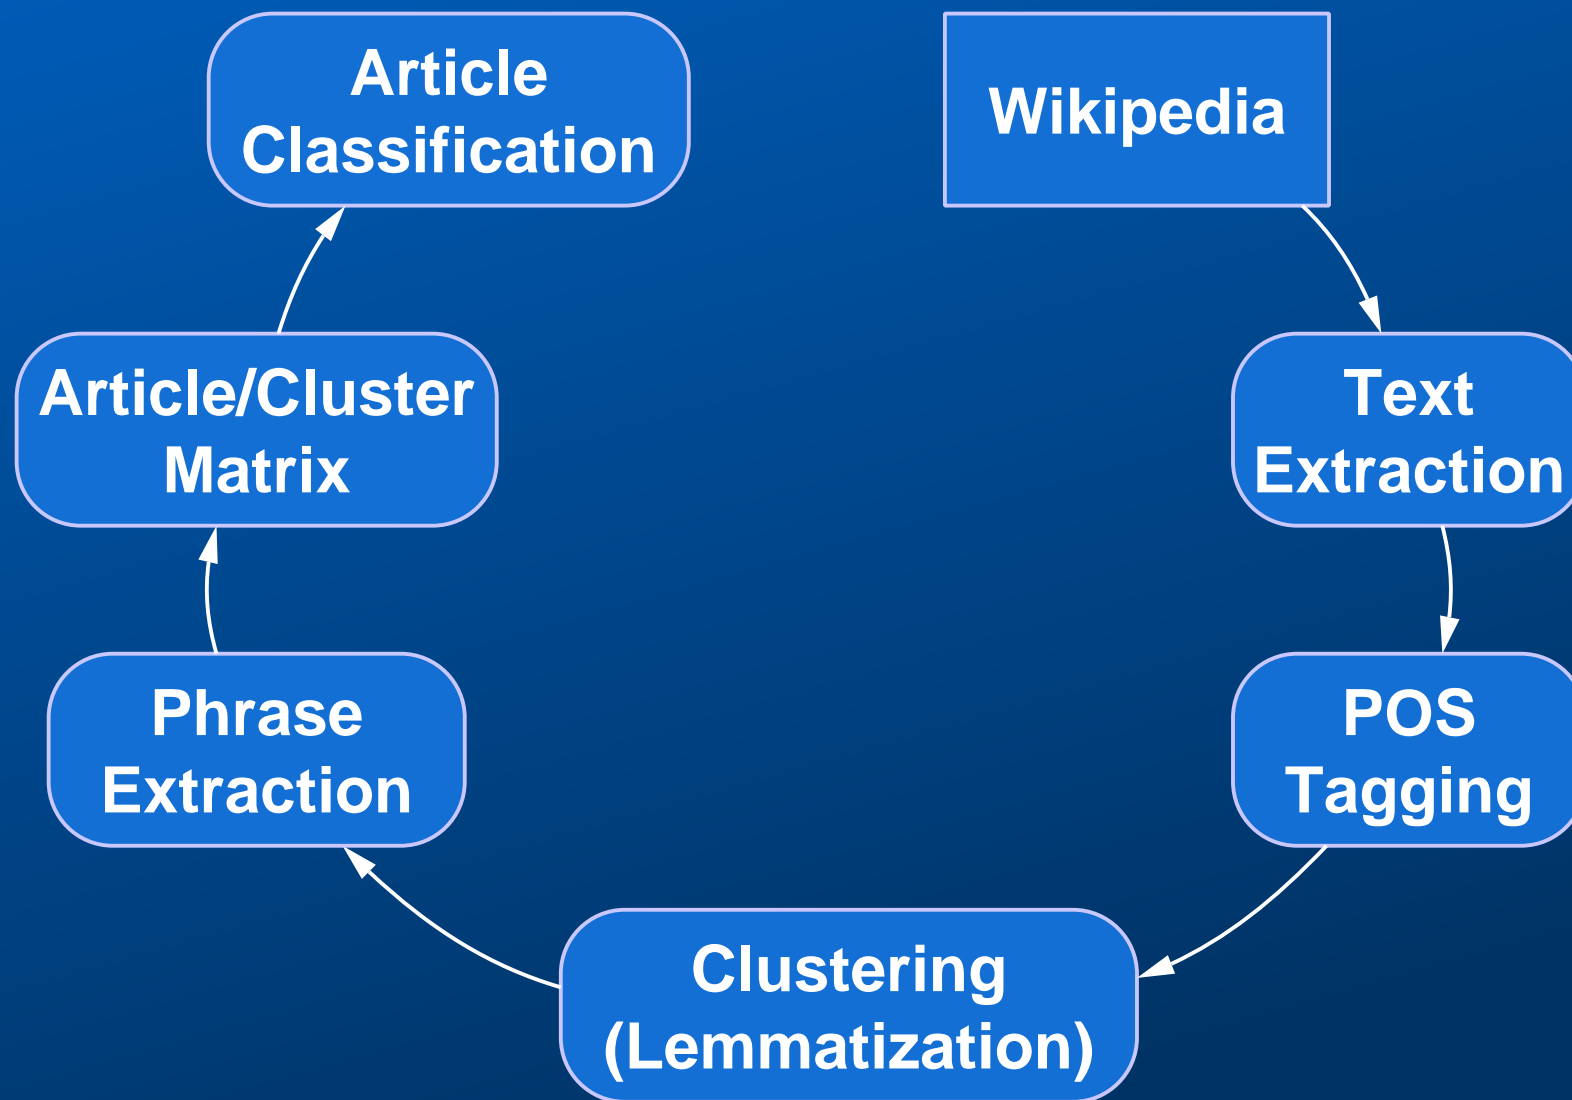 Article
Classification
Wikipedia
Article/Cluster
Matrix
Text
Extraction
Phrase
Extraction
POS
Tagging
Clustering
(Lemmatization)